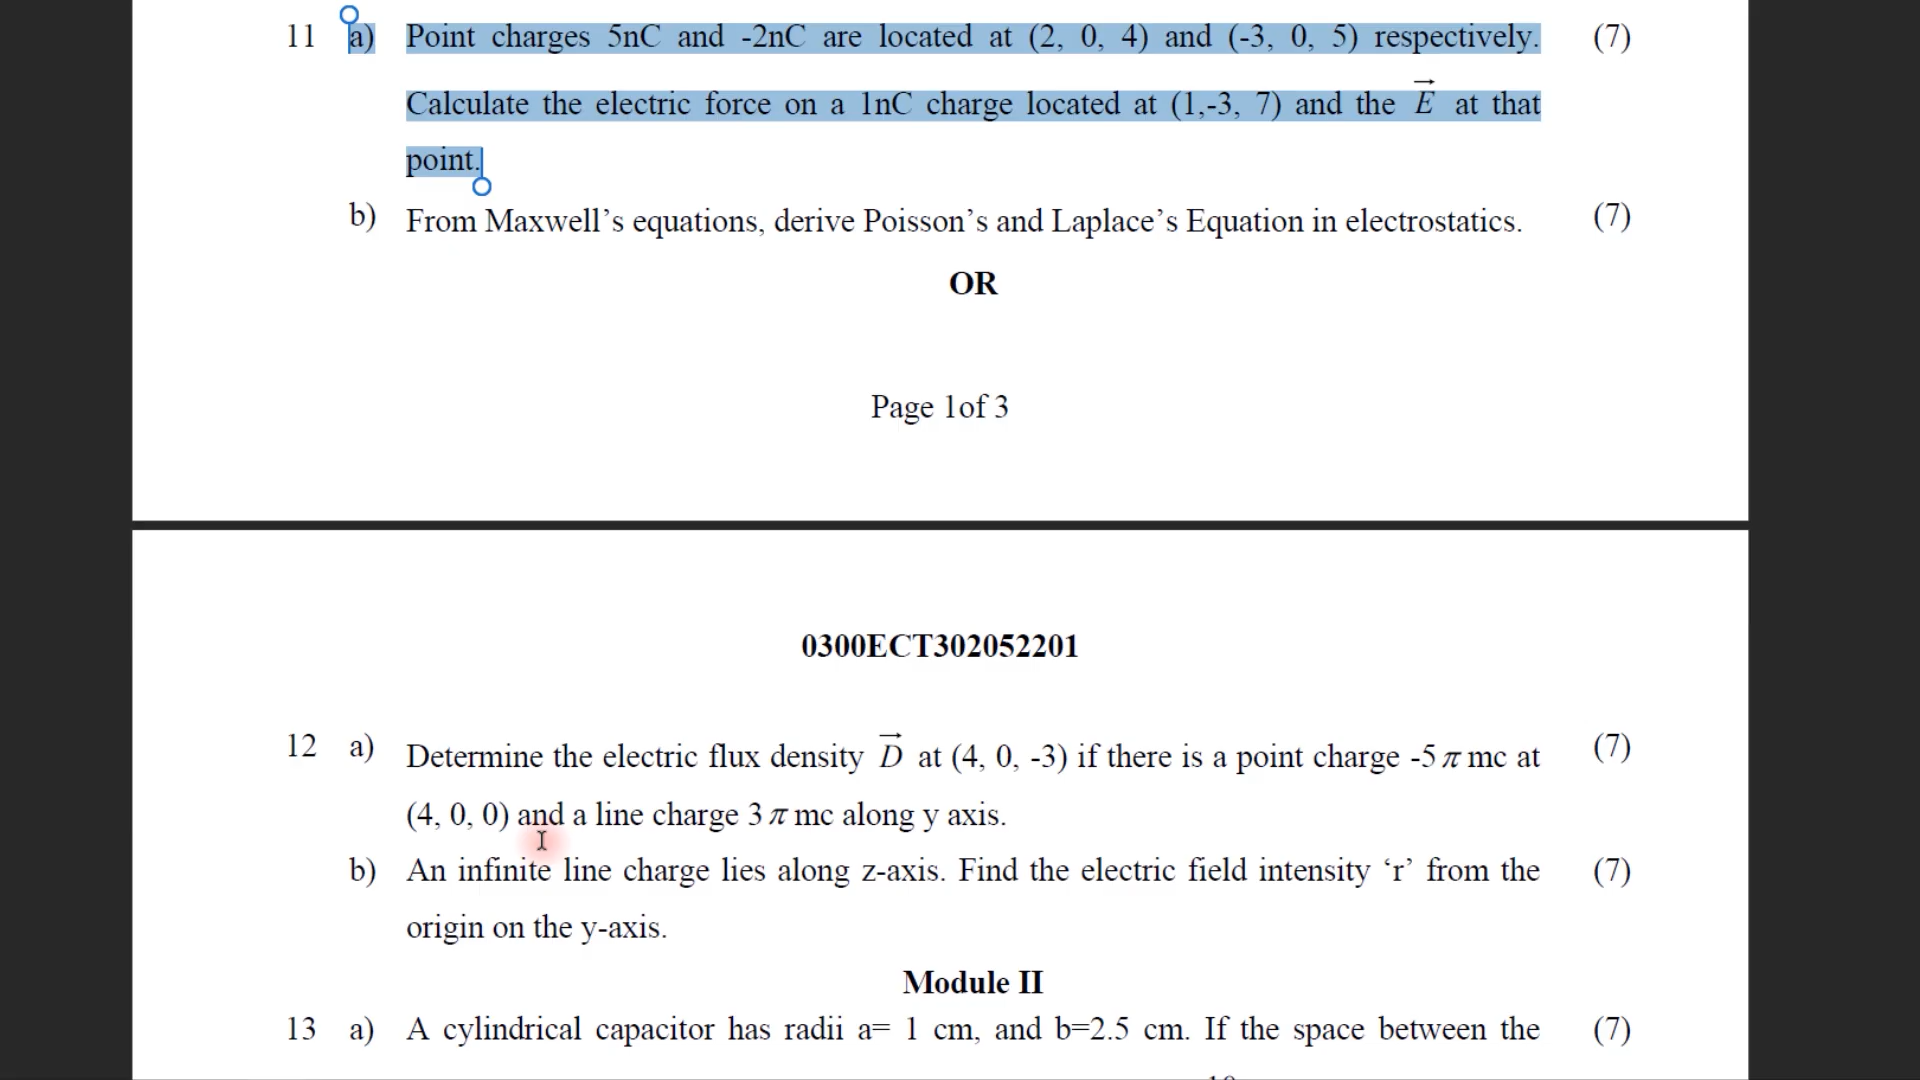 11 a) Point charges 5nC and -2nC are located at (2, 0, 4) and (-3, 0, 5) respectively. (7)
Calculate the electric force on a 1nC charge located at (1,-3, 7) and the E⃗ at that
point.
b) From Maxwell’s equations, derive Poisson’s and Laplace’s Equation in electrostatics. (7)
OR
Page 1of 3
0300ECT302052201
12 a) Determine the electric flux density D⃗ at (4, 0, -3) if there is a point charge -5 π mc at (7)
(4, 0, 0) and a line charge 3 π mc along y axis.
b) An infinite line charge lies along z-axis. Find the electric field intensity ‘r’ from the (7)
origin on the y-axis.
Module II
13 a) A cylindrical capacitor has radii a= 1 cm, and b=2.5 cm. If the space between the (7)